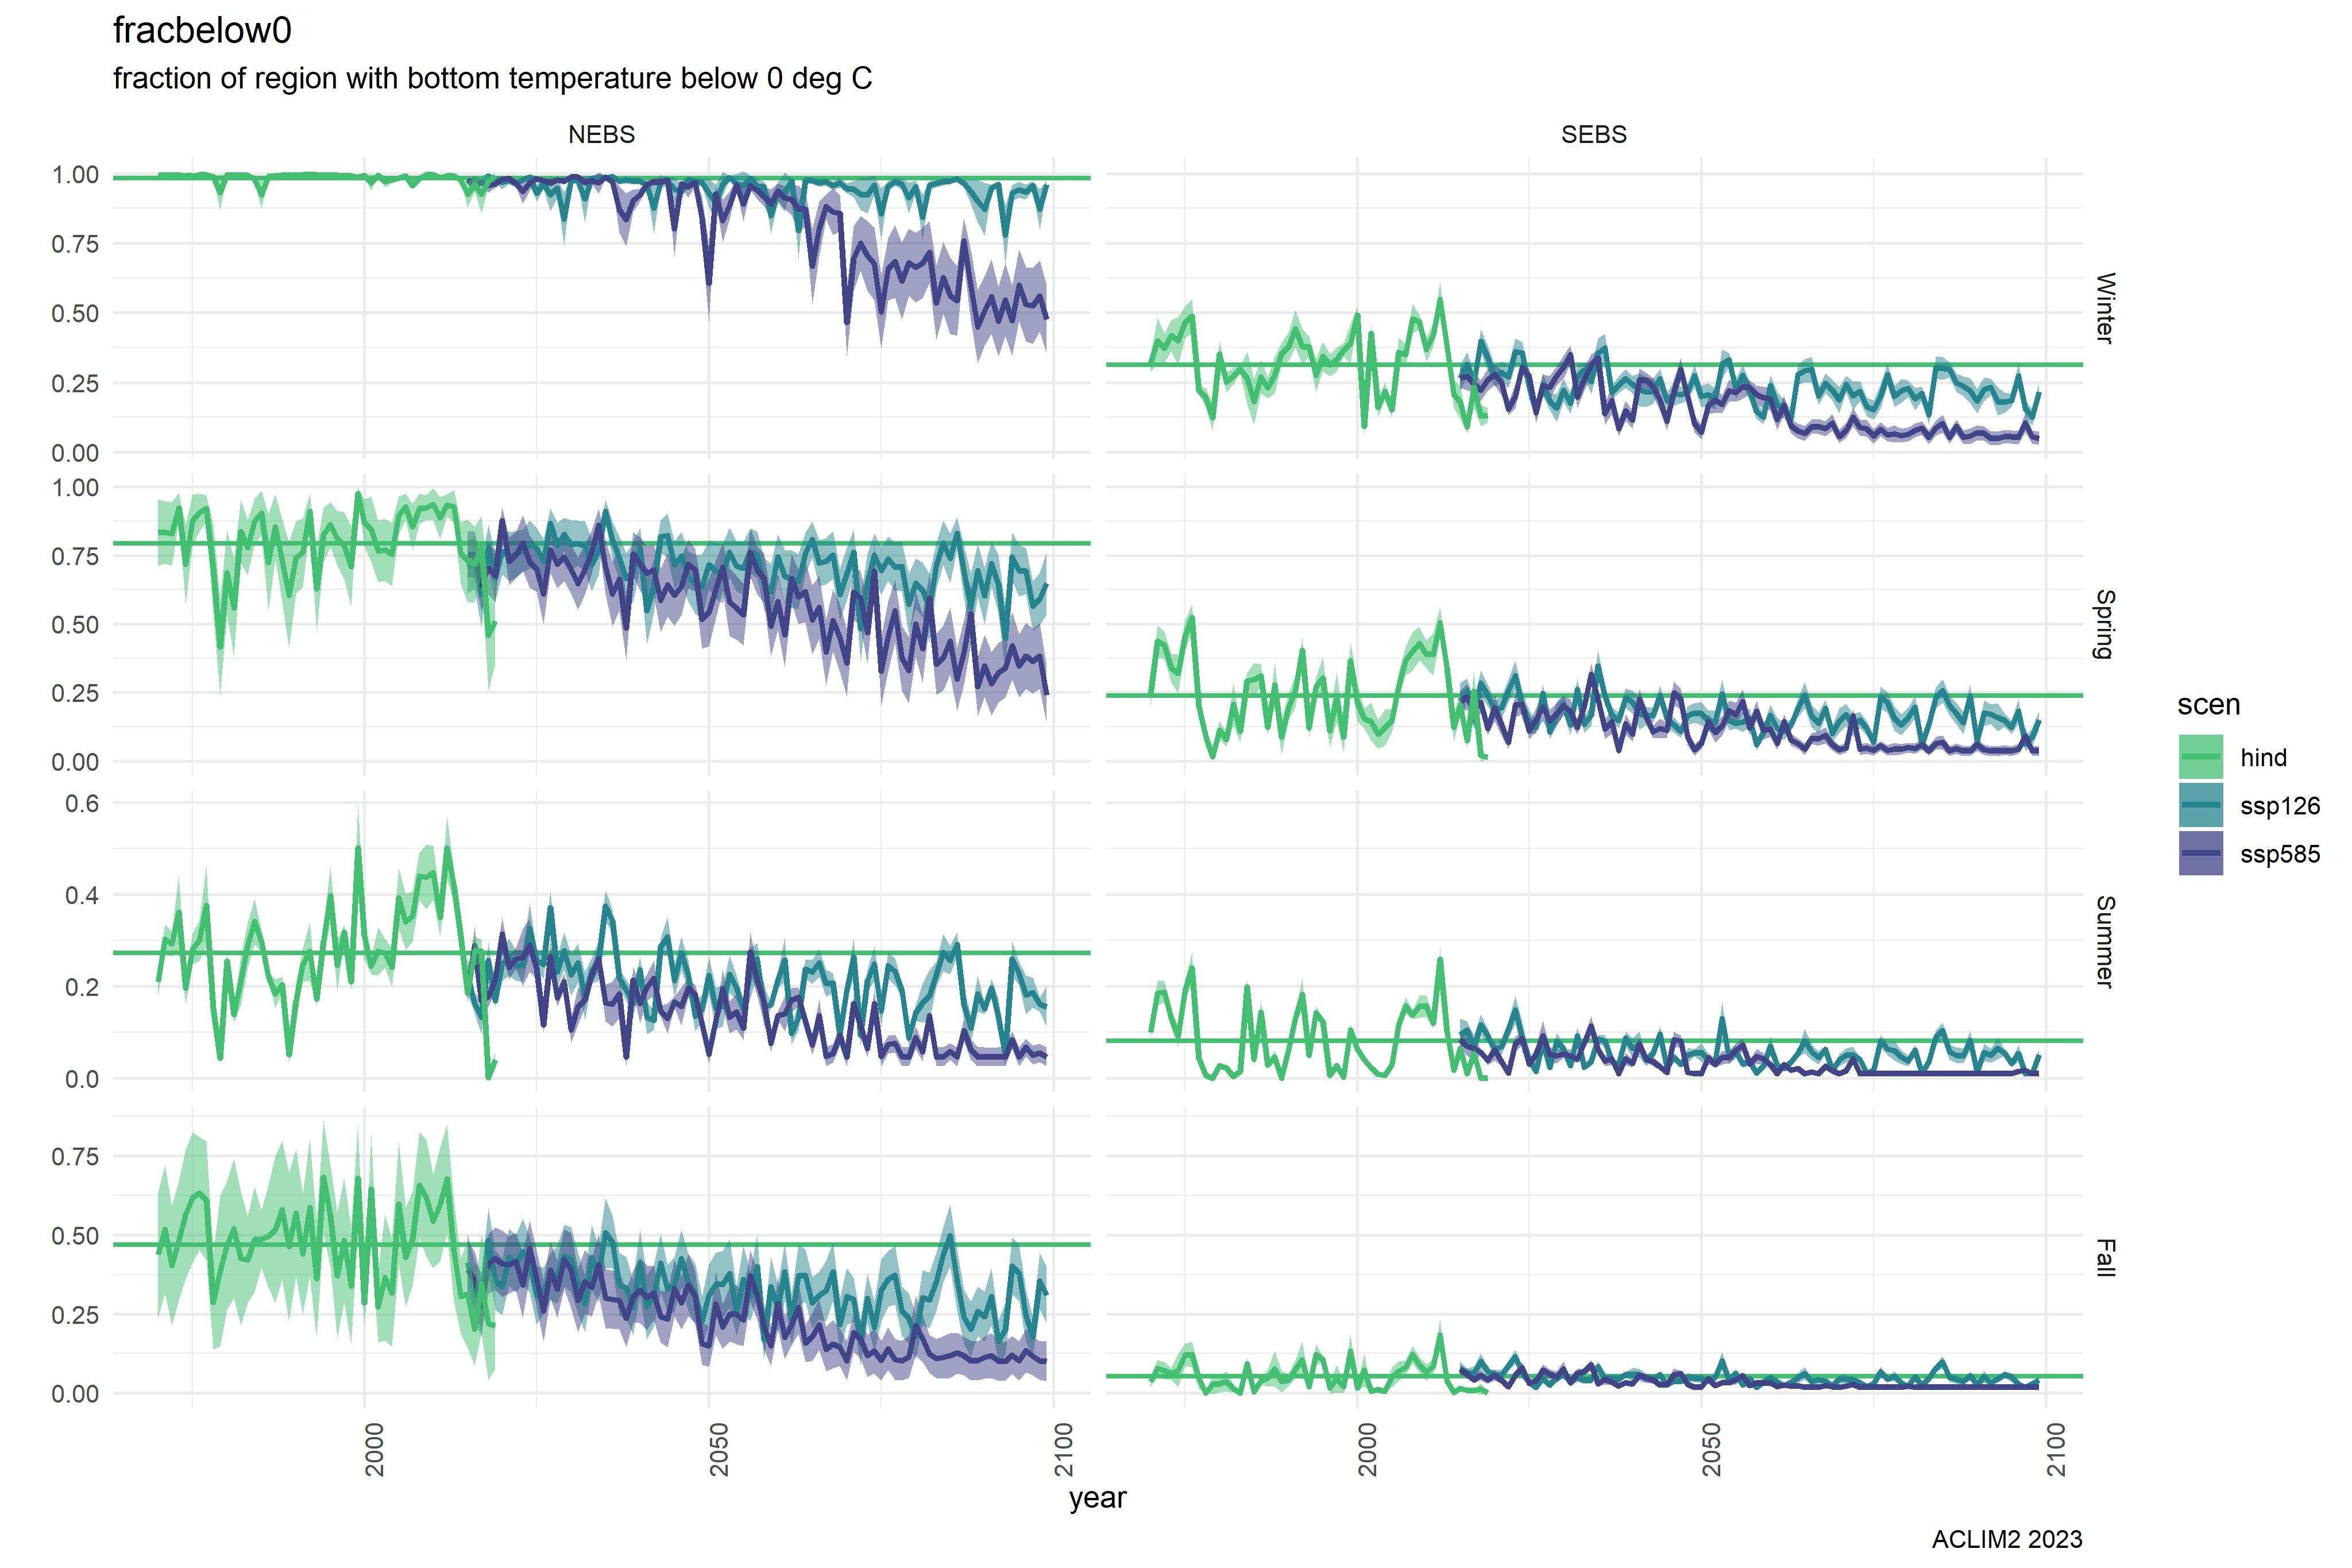 fracbelow0
fraction of region with bottom temperature below 0 deg C
NEBS
SEBS
1.00
0.75
0.50
0.25
0.00
Winter
1.00
0.75
0.50
0.25
0.00
Spring
0.6
0.4
0.2
0.0
Summer
0.75
0.50
0.25
0.00
Fall
2000
2050
2100
2000
2050
2100
year
scen
hind
ssp126
ssp585
ACLIM2 2023